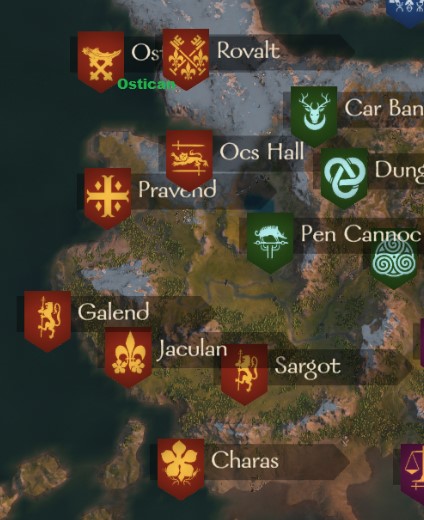 Rovalt
Ostican
Car Ban
Ocs Hall
Dung
Pravend
Pen Cannoc
Galend
Jaculan
Sargot
Charas